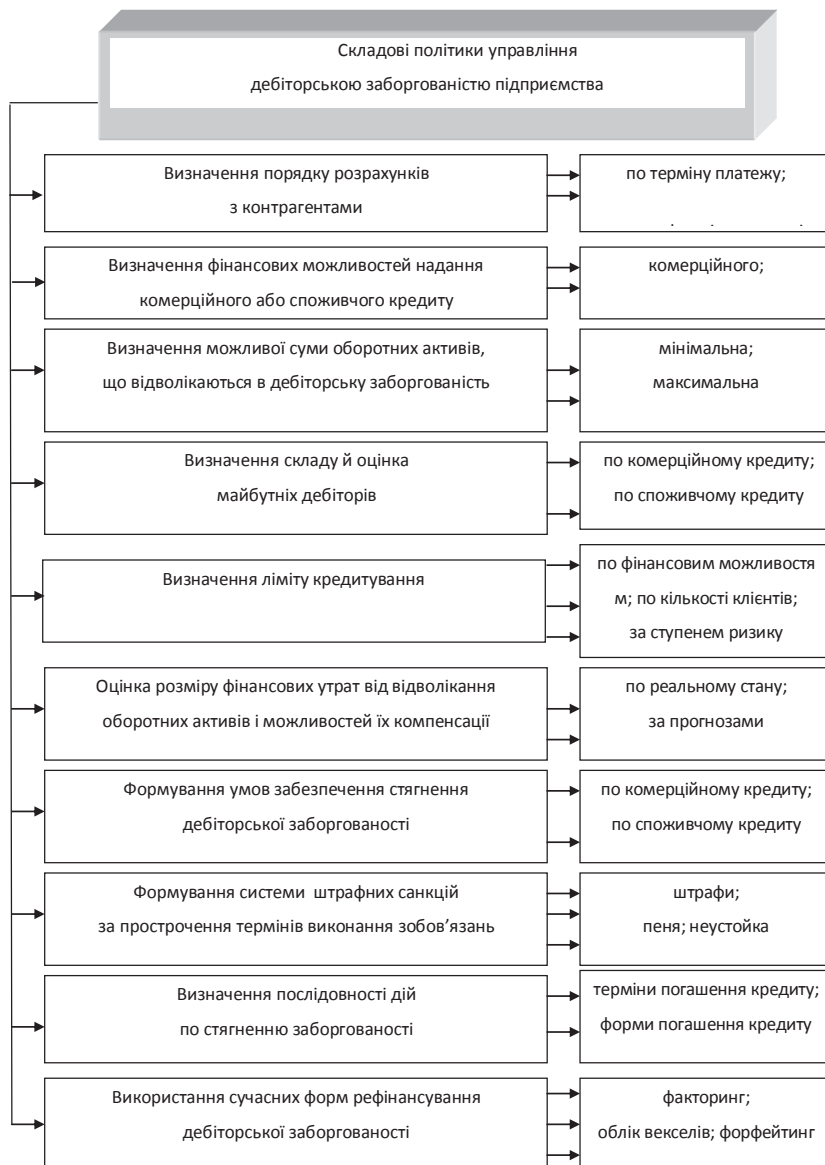 Складові політики управління
дебіторською заборгованістю підприємства
Визначення порядку розрахунків
з контрагентами
по терміну платежу;
Визначення фінансових можливостей надання
комерційного або споживчого кредиту
комерційного;
Визначення можливої суми оборотних активів,
що відволікаються в дебіторську заборгованість
мінімальна;
максимальна
Визначення складу й оцінка
майбутніх дебіторів
по комерційному кредиту;
по споживчому кредиту
Визначення ліміту кредитування
по фінансовим можливостя
м; по кількості клієнтів;
за ступенем ризику
Оцінка розміру фінансових утрат від відволікання
оборотних активів і можливостей їх компенсації
по реальному стану;
за прогнозами
Формування умов забезпечення стягнення
дебіторської заборгованості
по комерційному кредиту;
по споживчому кредиту
Формування системи штрафних санкцій
за прострочення термінів виконання зобов’язань
штрафи;
пеня; неустойка
Визначення послідовності дій
по стягненню заборгованості
терміни погашення кредиту;
форми погашення кредиту
Використання сучасних форм рефінансування
дебіторської заборгованості
факторинг;
облік векселів; форфейтинг